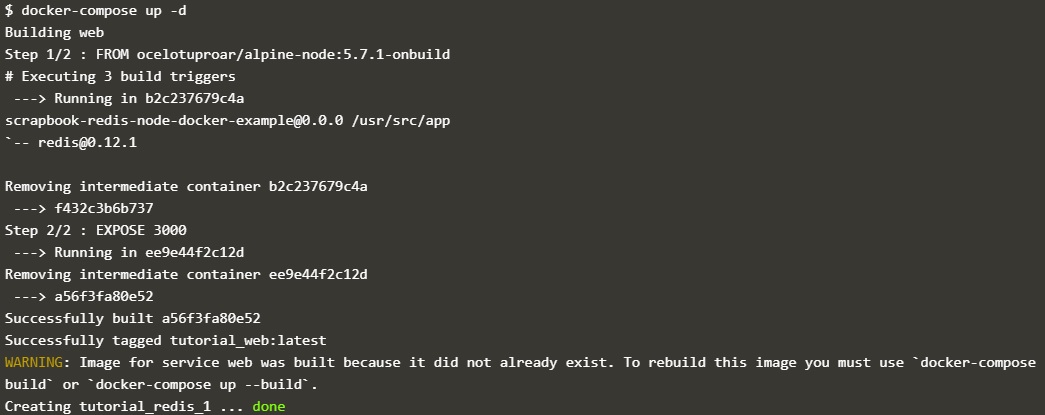 $ docker-compose up -d
Building web
Step 1/2 : FROM ocelotuproar/alpine-node:5.7.1-onbuild
# Executing 3 build triggers
 ---> Running in b2c237679c4a
scrapbook-redis-node-docker-example@0.0.0 /usr/src/app
`-- redis@0.12.1

Removing intermediate container b2c237679c4a
 ---> f432c3b6b737
Step 2/2 : EXPOSE 3000
 ---> Running in ee9e44f2c12d
Removing intermediate container ee9e44f2c12d
 ---> a56f3fa80e52
Successfully built a56f3fa80e52
Successfully tagged tutorial_web:latest
WARNING: Image for service web was built because it did not already exist. To rebuild this image you must use `docker-compose
build` or `docker-compose up --build`.
Creating tutorial_redis_1 ... done